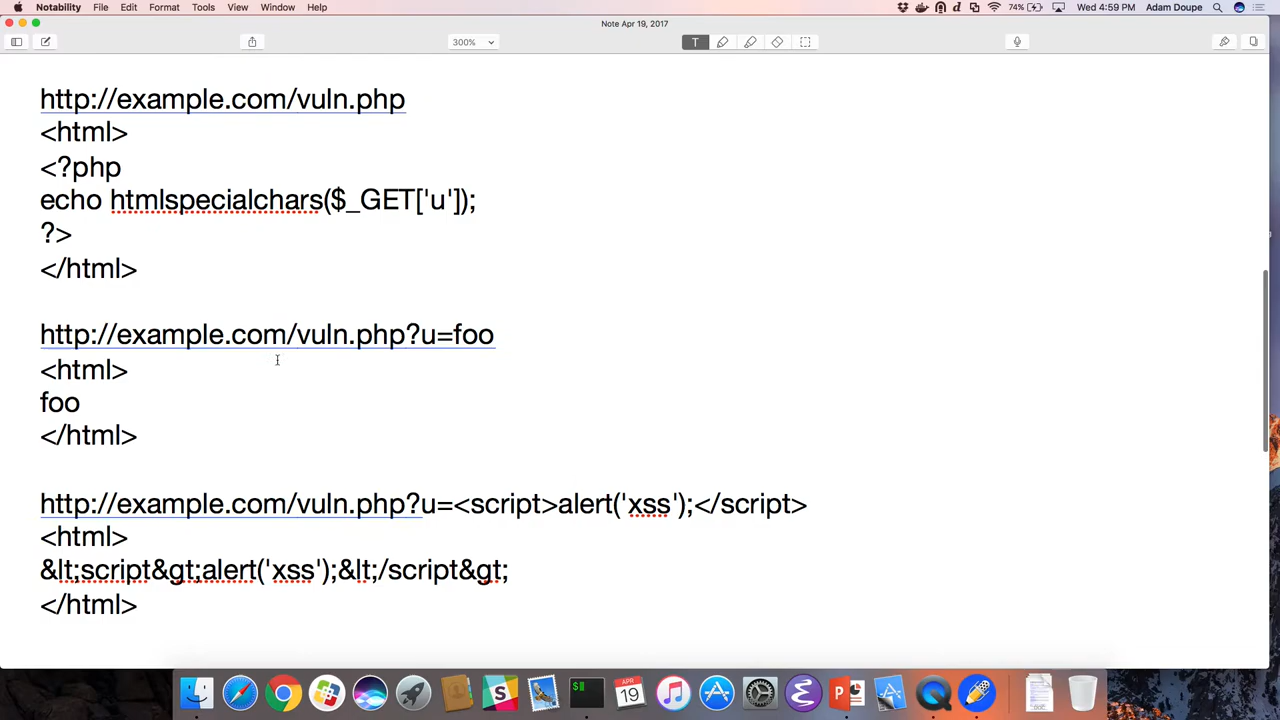 Notability File Edit Format Tools View Window Help 74% Wed 4:59 PM Adam Doupe
Note Apr 19, 2017
300% T
http://example.com/vuln.php
<html>
<?php
echo htmlspecialchars($_GET['u']);
?>
</html>
http://example.com/vuln.php?u=foo
<html>
foo
</html>
http://example.com/vuln.php?u=<script>alert('xss');</script>
<html>
&lt;script&gt;alert('xss');&lt;/script&gt;
</html>
APR
19